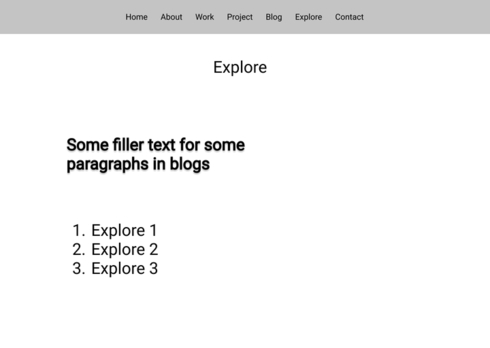 Home About Work Project Blog Explore Contact
Explore
Some filler text for some
paragraphs in blogs
1. Explore 1
2. Explore 2
3. Explore 3